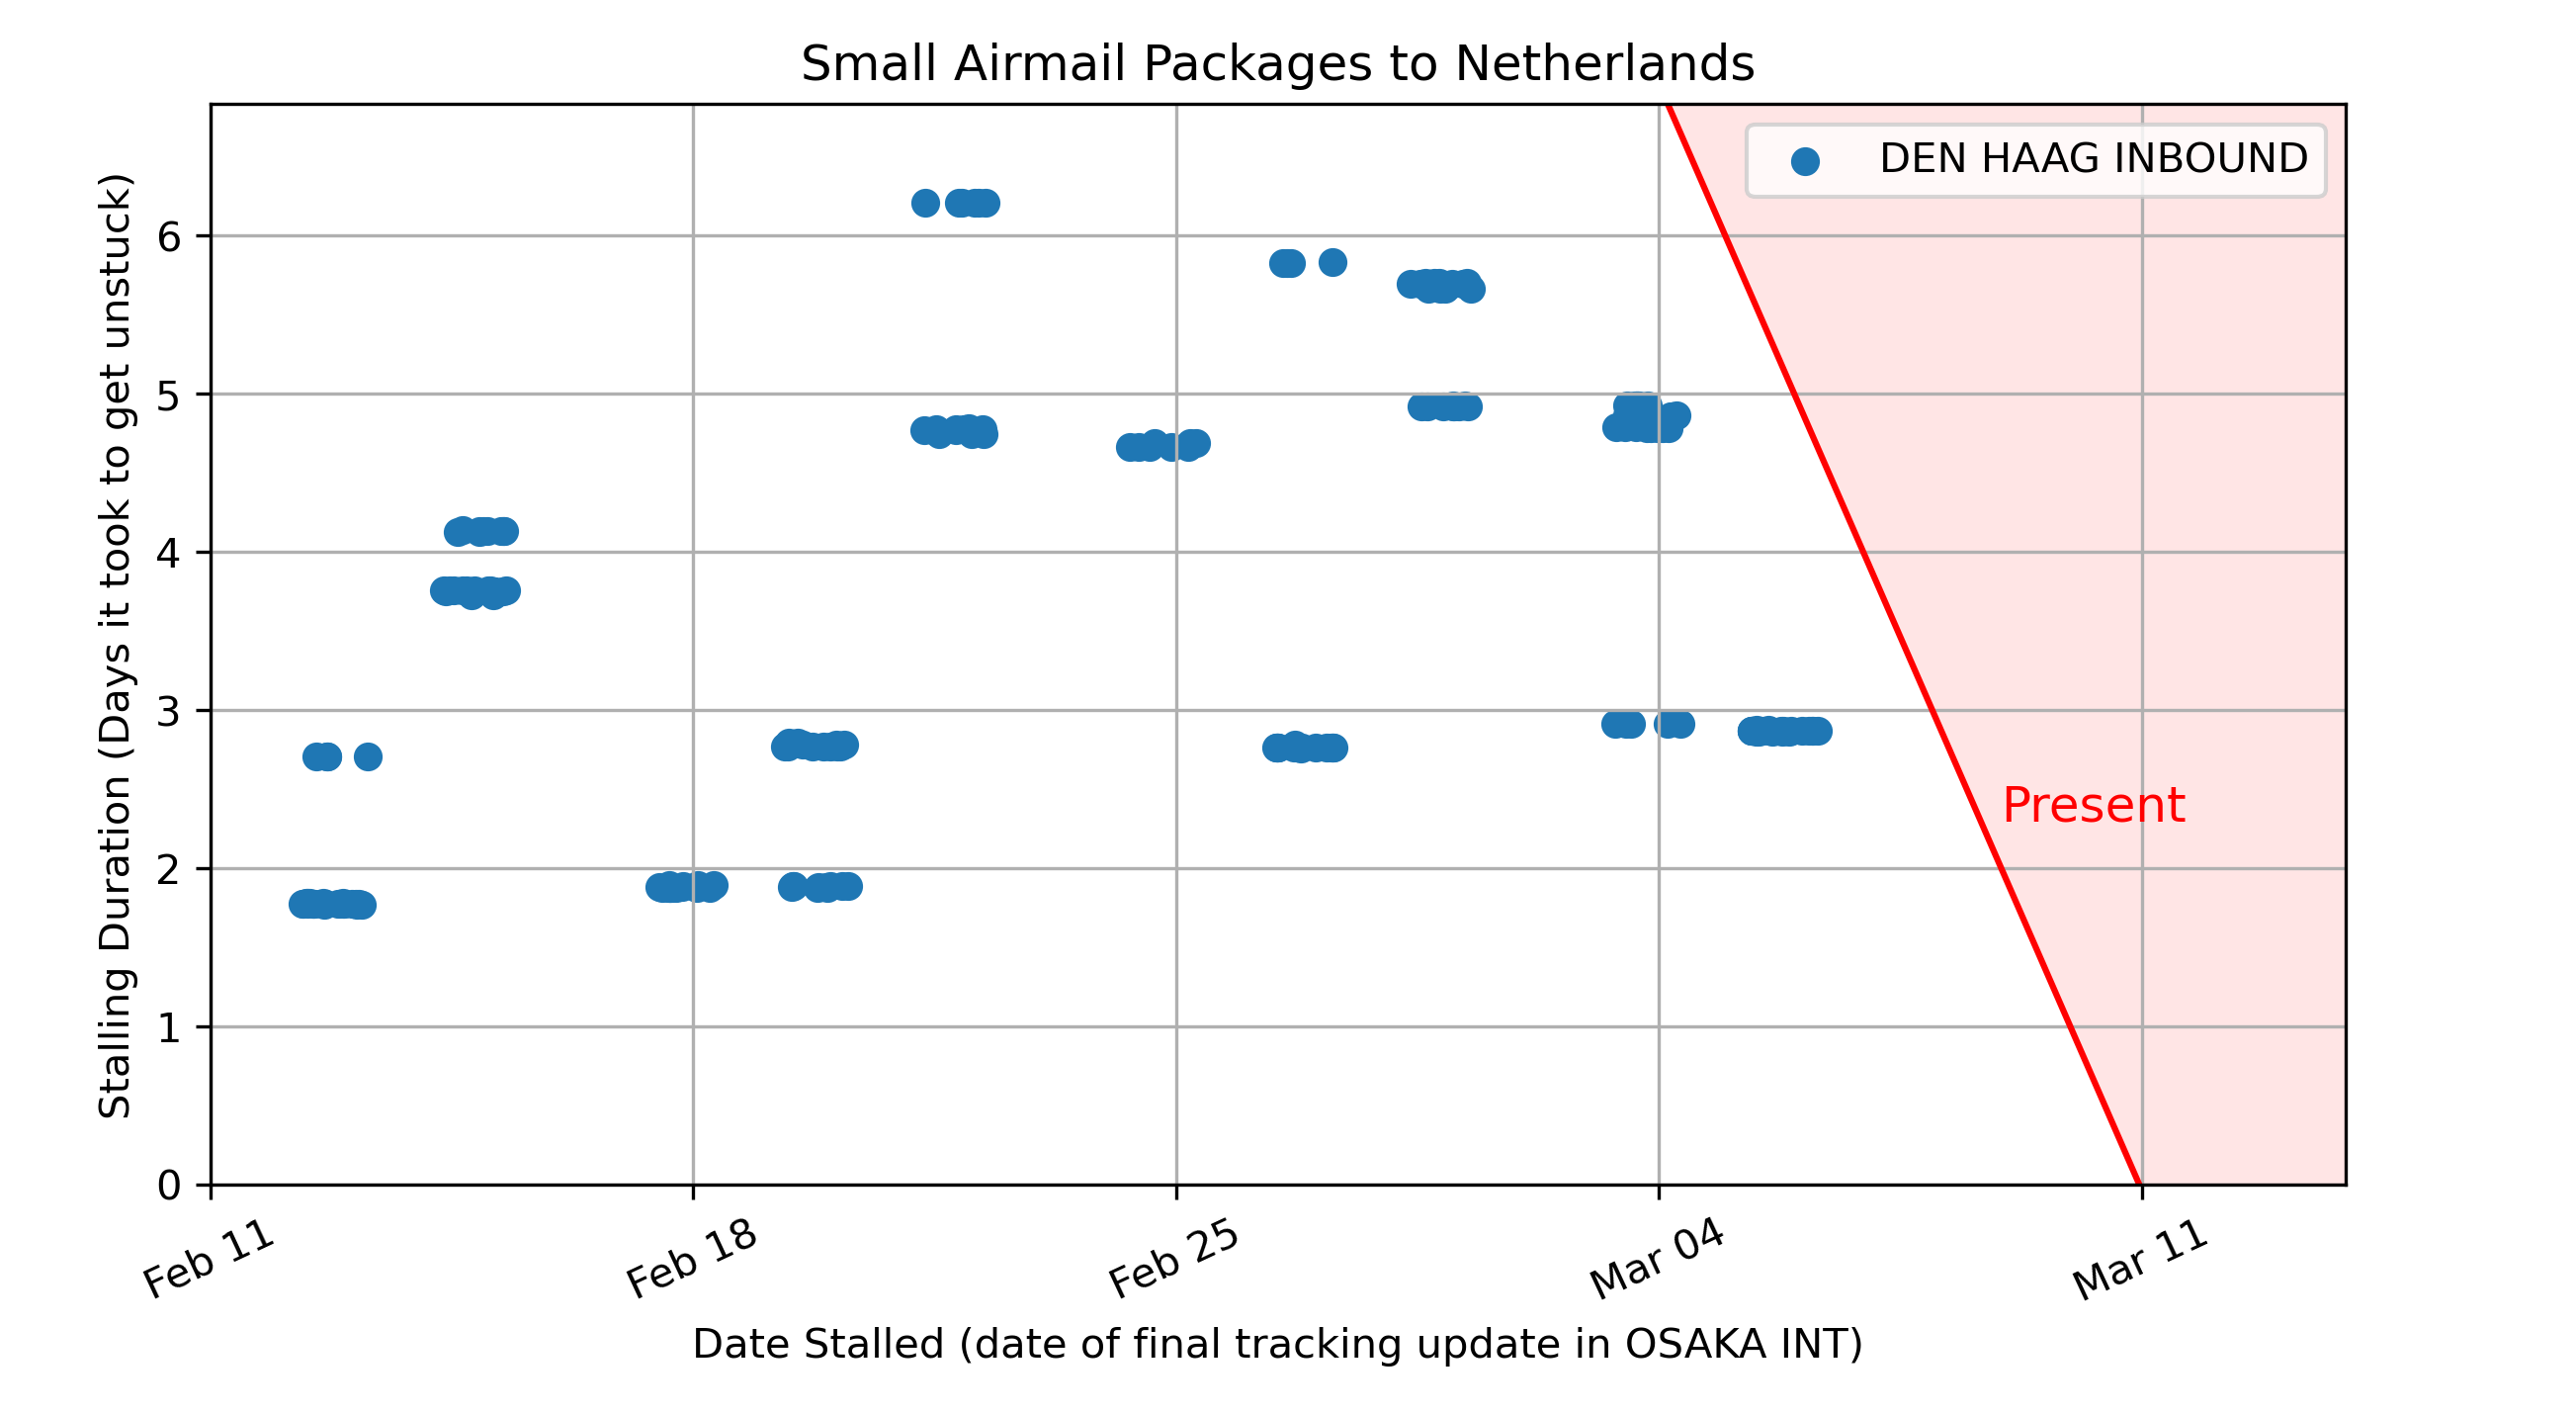 Small Airmail Packages to Netherlands
DEN HAAG INBOUND
Stalling Duration (Days it took to get unstuck)
6
5
4
3
2
1
0
Present
Feb 11
Feb 18
Feb 25
Mar 04
Mar 11
Date Stalled (date of final tracking update in OSAKA INT)